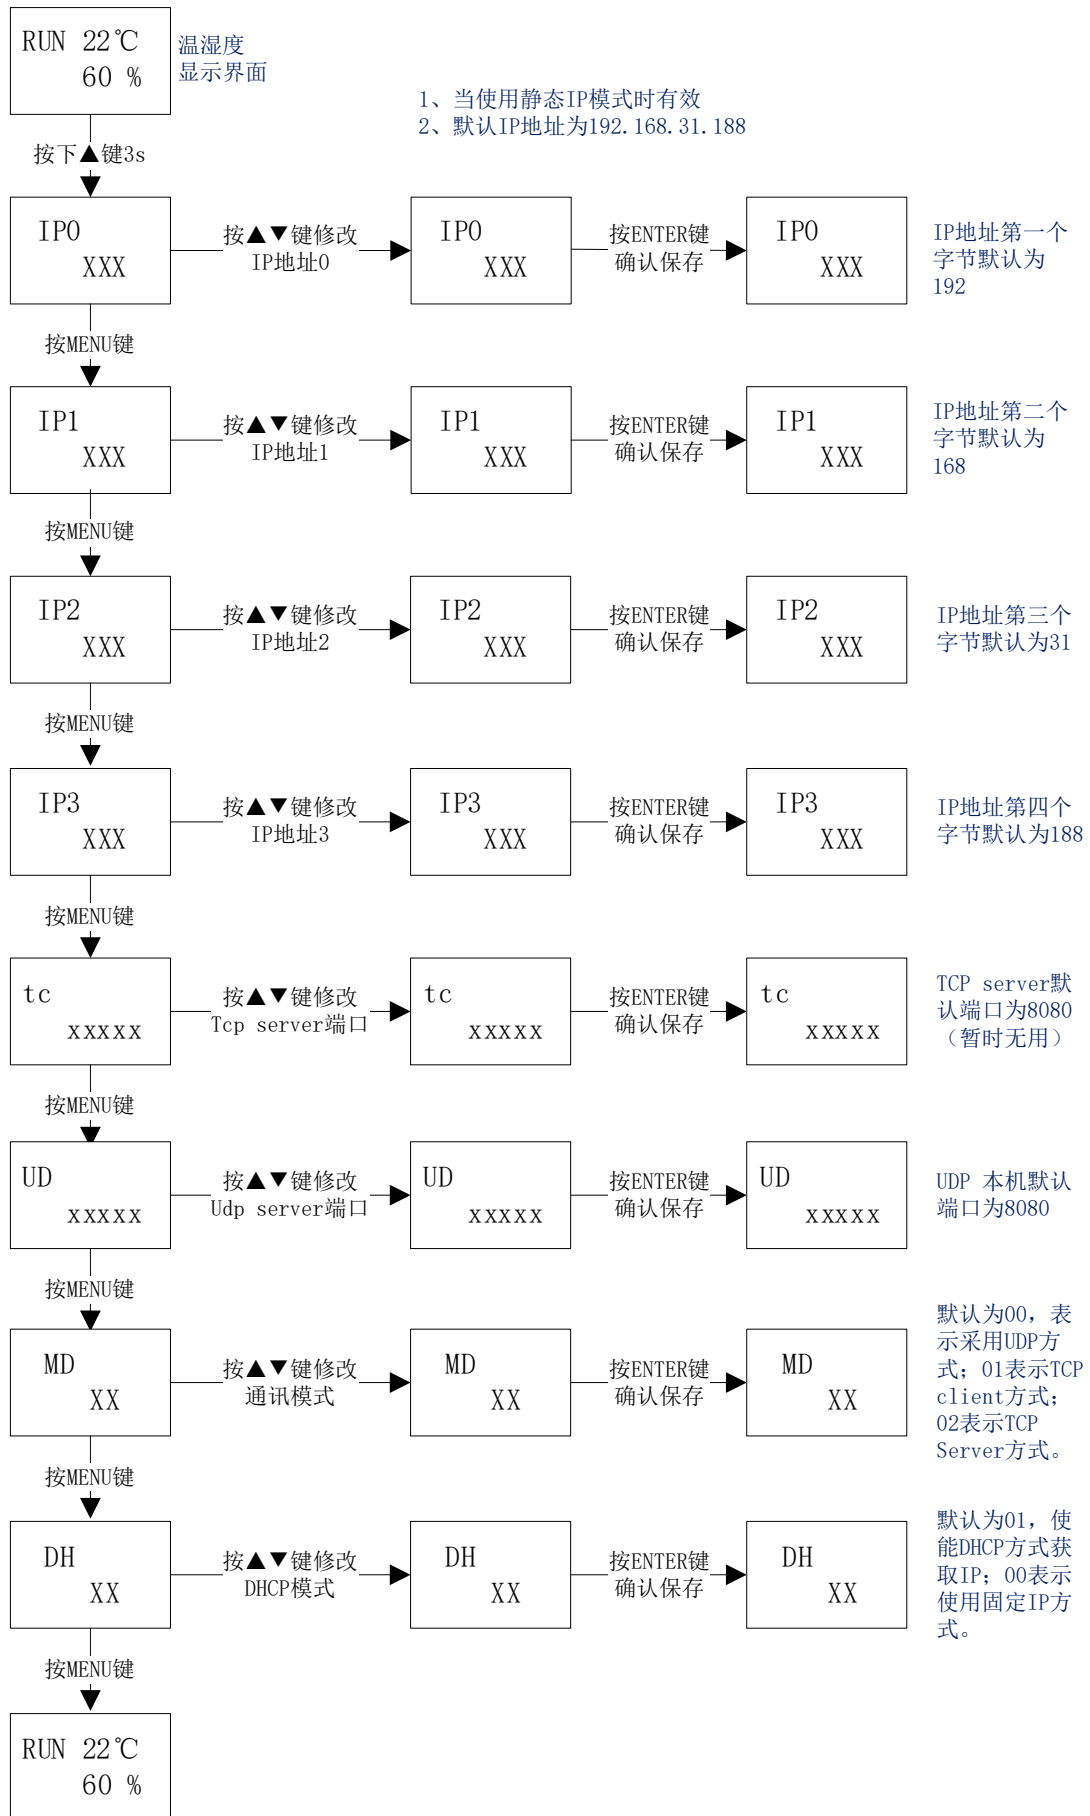 RUN 22℃
60 %
温湿度
显示界面
1、当使用静态IP模式时有效
2、默认IP地址为192.168.31.188
按下▲键3s
IP0
XXX
按▲▼键修改
IP地址0
IP0
XXX
按ENTER键
确认保存
IP0
XXX
IP地址第一个
字节默认为
192
按MENU键
IP1
XXX
按▲▼键修改
IP地址1
IP1
XXX
按ENTER键
确认保存
IP1
XXX
IP地址第二个
字节默认为
168
按MENU键
IP2
XXX
按▲▼键修改
IP地址2
IP2
XXX
按ENTER键
确认保存
IP2
XXX
IP地址第三个
字节默认为31
按MENU键
IP3
XXX
按▲▼键修改
IP地址3
IP3
XXX
按ENTER键
确认保存
IP3
XXX
IP地址第四个
字节默认为188
按MENU键
tc
xxxxx
按▲▼键修改
Tcp server端口
tc
xxxxx
按ENTER键
确认保存
tc
xxxxx
TCP server默
认端口为8080
（暂时无用）
按MENU键
UD
xxxxx
按▲▼键修改
Udp server端口
UD
xxxxx
按ENTER键
确认保存
UD
xxxxx
UDP 本机默认
端口为8080
按MENU键
MD
XX
按▲▼键修改
通讯模式
MD
XX
按ENTER键
确认保存
MD
XX
默认为00，表
示采用UDP方
式；01表示TCP
client方式；
02表示TCP
Server方式。
按MENU键
DH
XX
按▲▼键修改
DHCP模式
DH
XX
按ENTER键
确认保存
DH
XX
默认为01，使
能DHCP方式获
取IP；00表示
使用固定IP方
式。
按MENU键
RUN 22℃
60 %